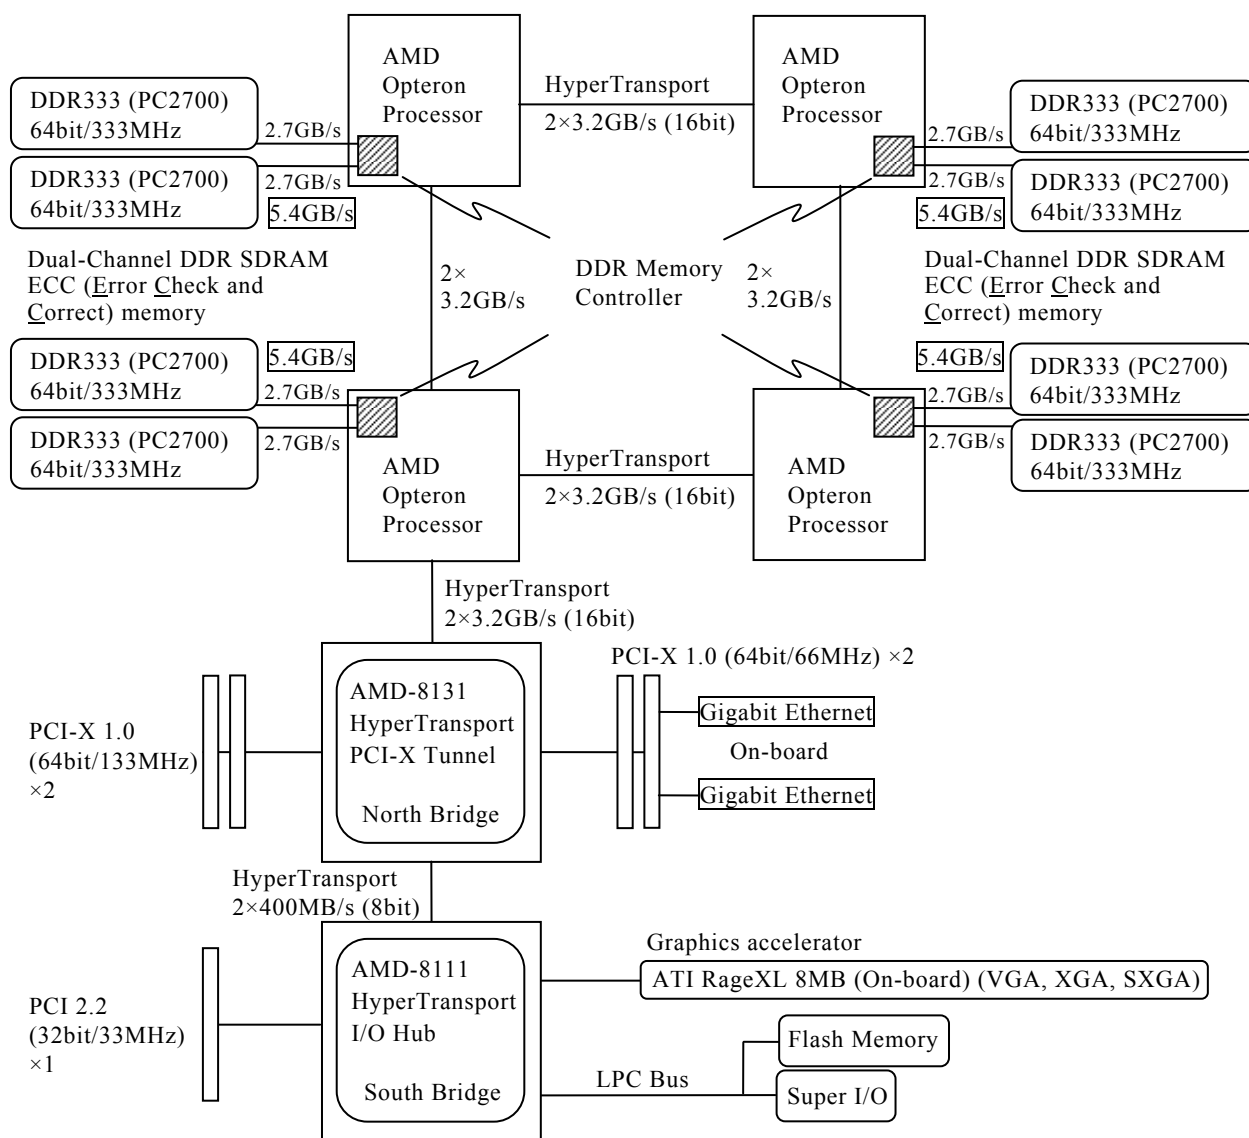 AMD
Opteron
Processor
HyperTransport
2×3.2GB/s (16bit)
AMD
Opteron
Processor
DDR333 (PC2700)
64bit/333MHz
2.7GB/s
DDR333 (PC2700)
64bit/333MHz
2.7GB/s
5.4GB/s
2.7GB/s
DDR333 (PC2700)
64bit/333MHz
2.7GB/s
DDR333 (PC2700)
64bit/333MHz
5.4GB/s
Dual-Channel DDR SDRAM
ECC (Error Check and
Correct) memory
2×
3.2GB/s
DDR Memory
Controller
2×
3.2GB/s
Dual-Channel DDR SDRAM
ECC (Error Check and
Correct) memory
DDR333 (PC2700)
64bit/333MHz
5.4GB/s
2.7GB/s
DDR333 (PC2700)
64bit/333MHz
2.7GB/s
5.4GB/s
2.7GB/s
DDR333 (PC2700)
64bit/333MHz
2.7GB/s
DDR333 (PC2700)
64bit/333MHz
AMD
Opteron
Processor
HyperTransport
2×3.2GB/s (16bit)
AMD
Opteron
Processor
HyperTransport
2×3.2GB/s (16bit)
PCI-X 1.0 (64bit/66MHz) ×2
PCI-X 1.0
(64bit/133MHz)
×2
AMD-8131
HyperTransport
PCI-X Tunnel
North Bridge
Gigabit Ethernet
On-board
Gigabit Ethernet
HyperTransport
2×400MB/s (8bit)
PCI 2.2
(32bit/33MHz)
×1
AMD-8111
HyperTransport
I/O Hub
South Bridge
Graphics accelerator
ATI RageXL 8MB (On-board) (VGA, XGA, SXGA)
LPC Bus
Flash Memory
Super I/O